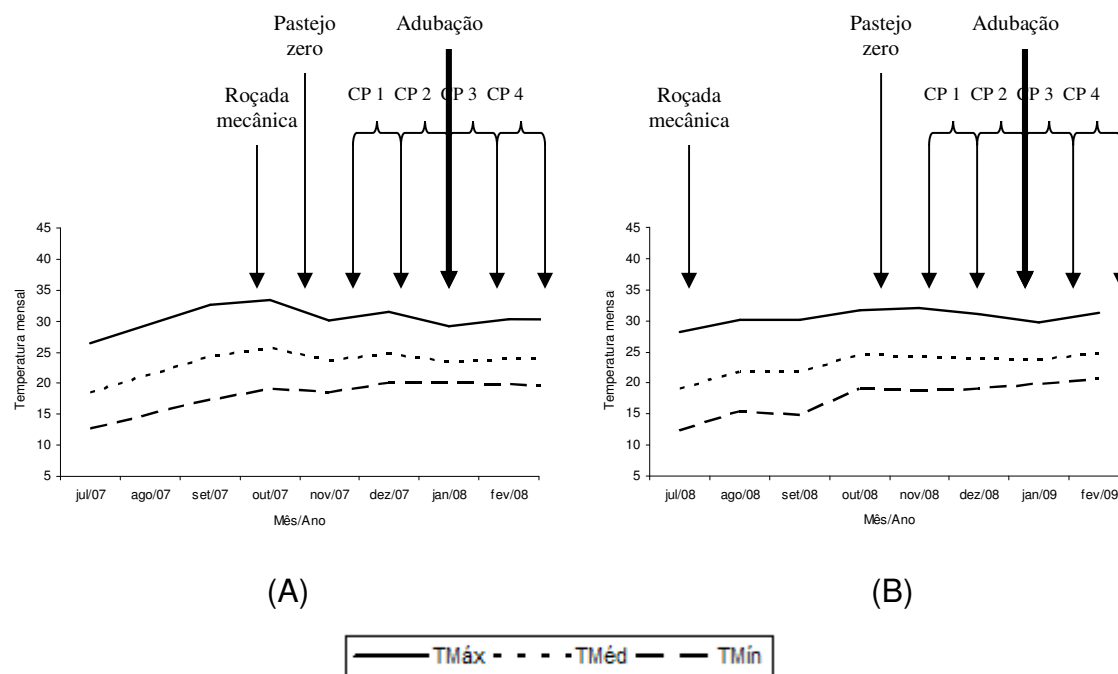 Pastejo
zero
Adubação
Roçada
mecânica
CP 1 CP 2 CP 3 CP 4
45
40
35
30
25
20
15
10
5
Temperatura mensal
jul/07 ago/07 set/07 out/07 nov/07 dez/07 jan/08 fev/08
Mês/Ano
(A)
Pastejo
zero
Adubação
Roçada
mecânica
CP 1 CP 2 CP 3 CP 4
45
40
35
30
25
20
15
10
5
Temperatura mensa
jul/08 ago/08 set/08 out/08 nov/08 dez/08 jan/09 fev/09
Mês/Ano
(B)
TMáx TMéd TMín